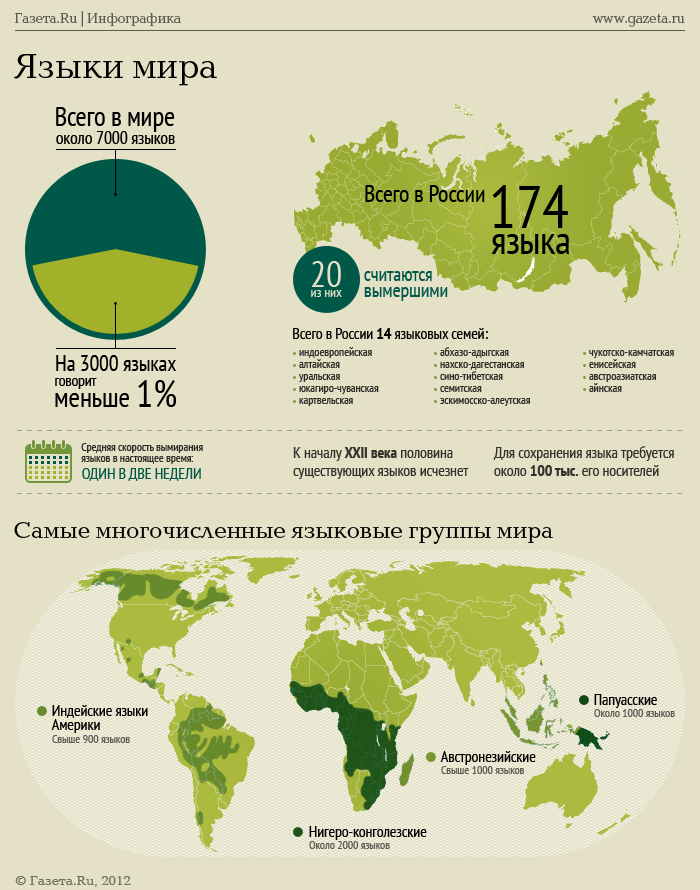 Газета.Ru | Инфографика
www.gazeta.ru
Языки мира
Всего в мире
около 7000 языков
На 3000 языках
говорит
меньше 1%
Всего в России 174
языка
20
из них
считаются
вымершими
Всего в России 14 языковых семей:
• индоевропейская
• алтайская
• уральская
• юкагиро-чуванская
• картвельская
• абхазо-адыгская
• нахско-дагестанская
• сино-тибетская
• семитская
• эскимосско-алеутская
• чукотско-камчатская
• енисейская
• австроазиатская
• айнская
Средняя скорость вымирания
языков в настоящее время:
ОДИН В ДВЕ НЕДЕЛИ
К началу XXII века половина
существующих языков исчезнет
Для сохранения языка требуется
около 100 тыс. его носителей
Самые многочисленные языковые группы мира
Индейские языки
Америки
Свыше 900 языков
Папуасские
Около 1000 языков
Австронезийские
Свыше 1000 языков
Нигеро-конголезские
Около 2000 языков
© Газета.Ru, 2012